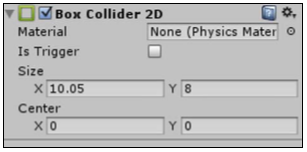 Box Collider 2D
Material None (Physics Mater
Is Trigger
Size
X 10.05 Y 8
Center
X 0 Y 0